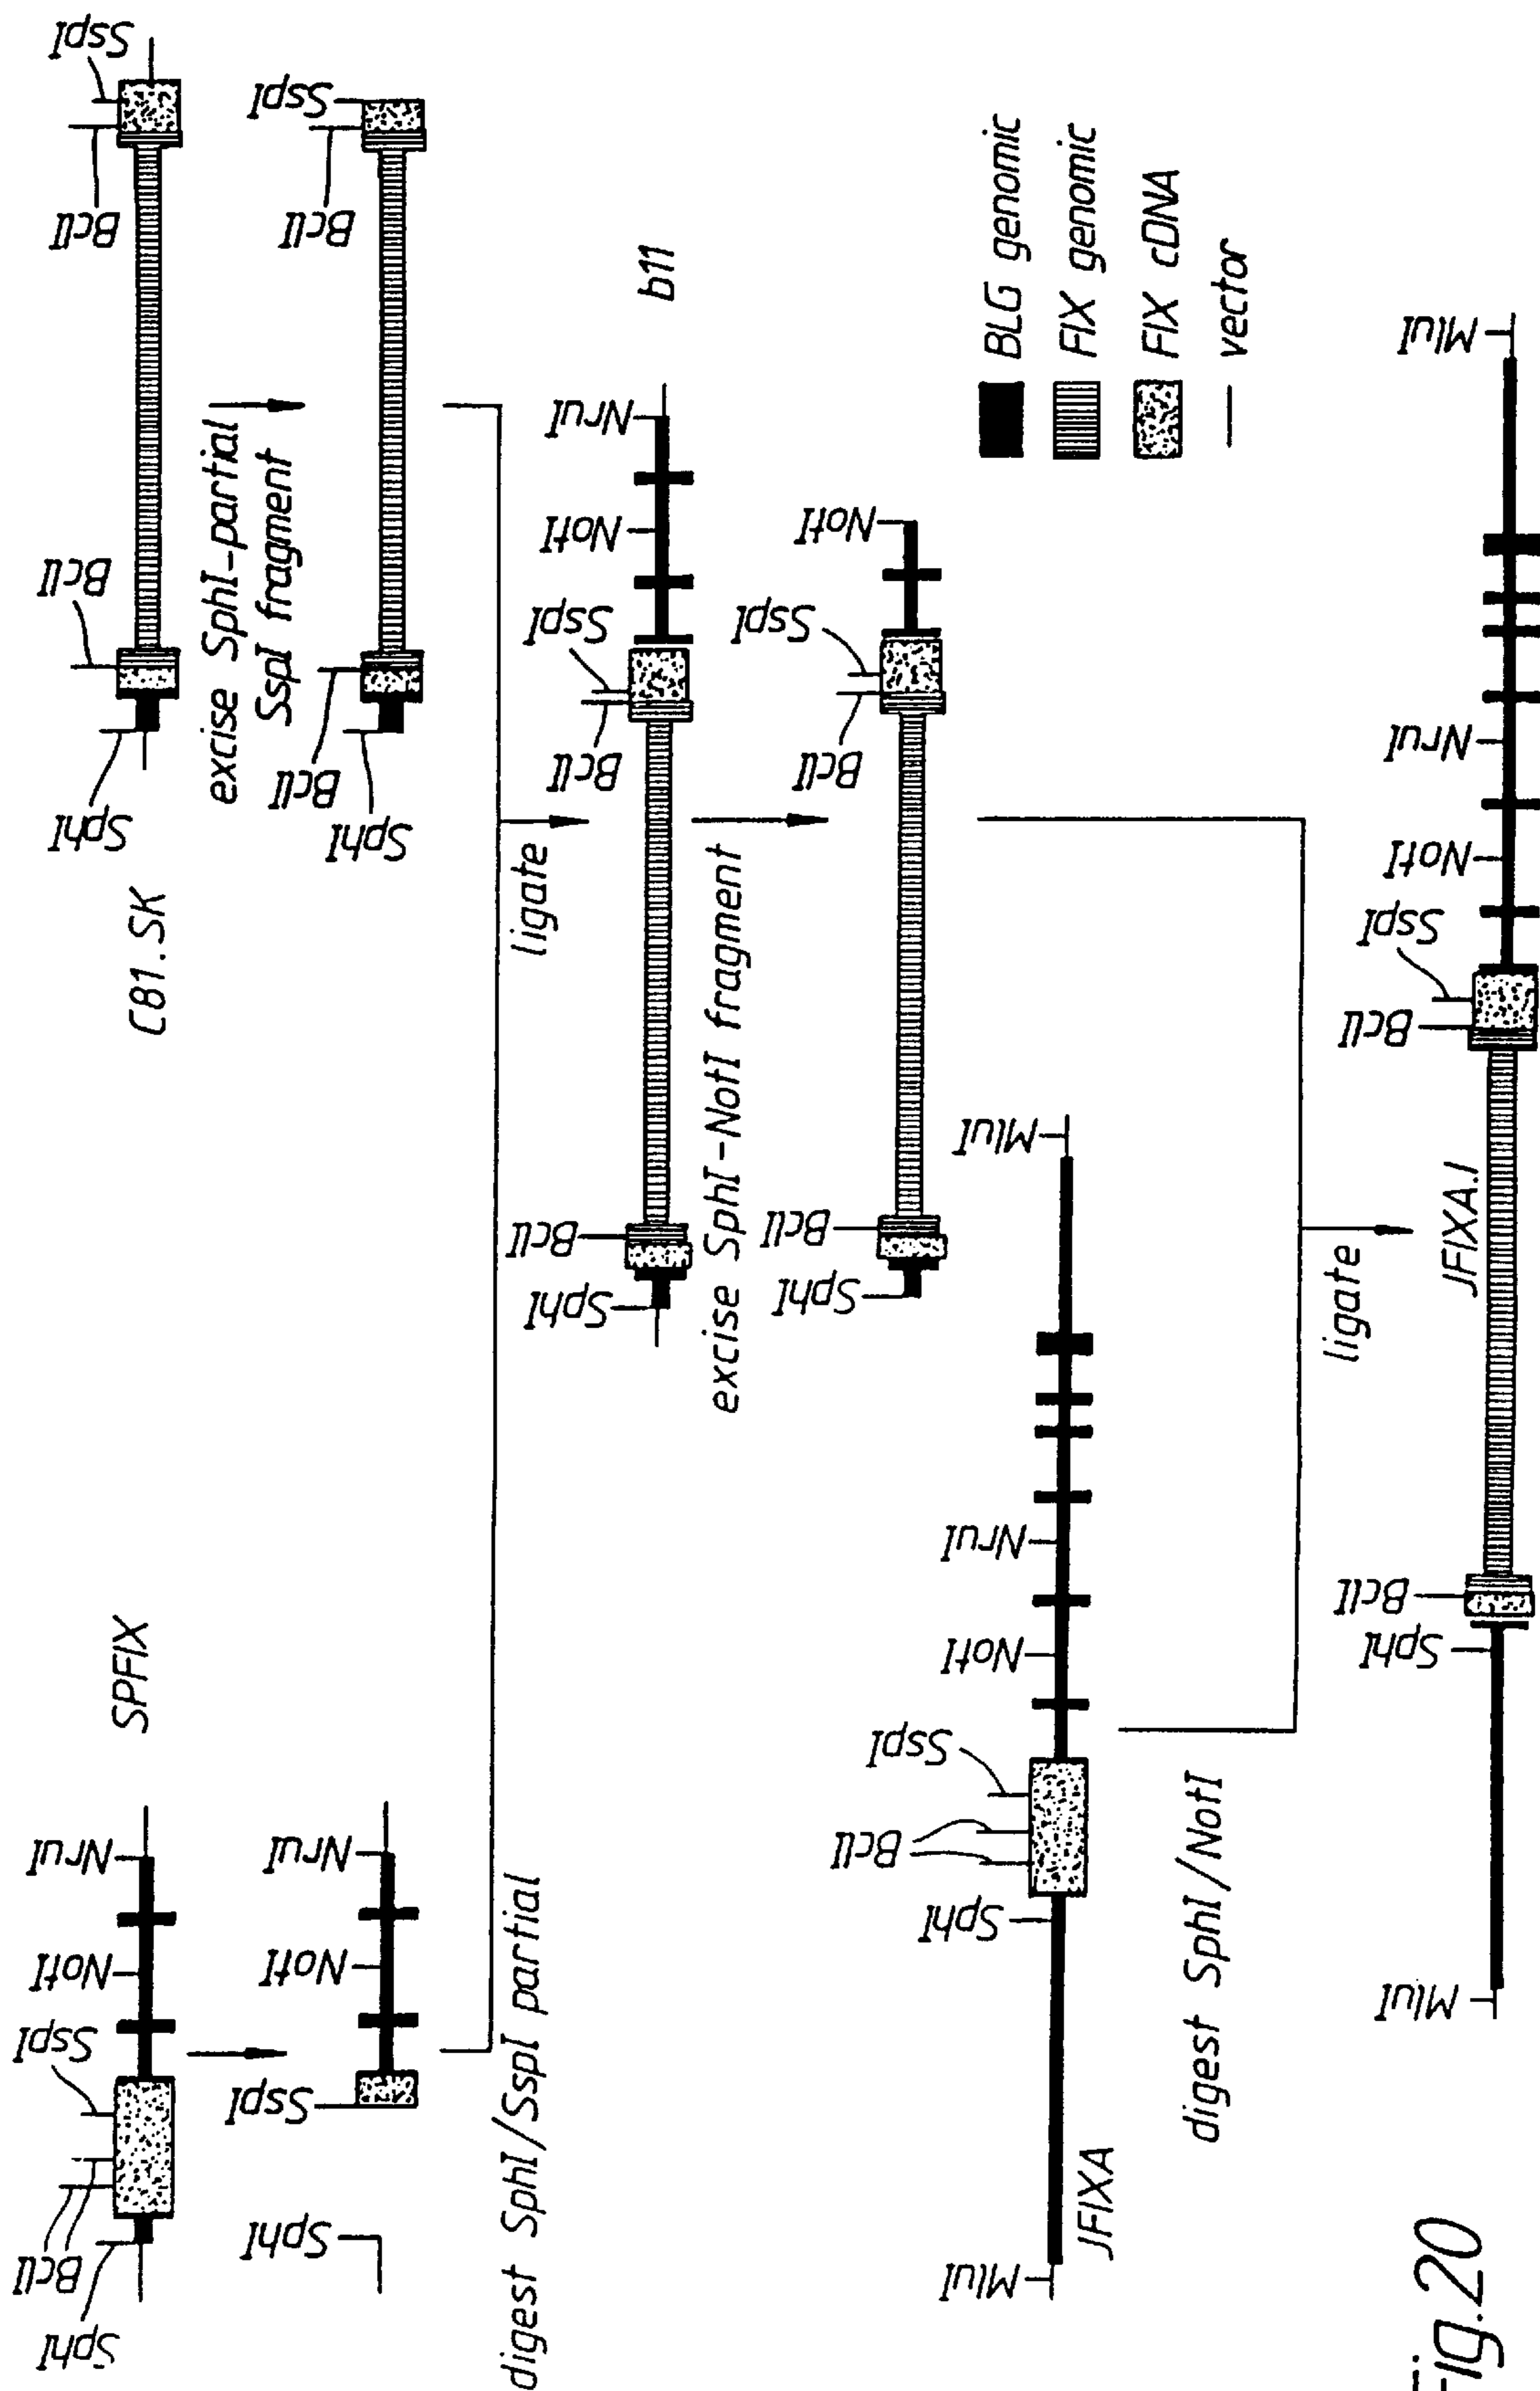 SphI
BclI
SspI
NotI
NruI
SPFIX
C81.SK
SphI
BclI
BclI
SspI
SphI
SspI
NotI
NruI
excise SphI-partial
SspI fragment
SphI
BclI
BclI
SspI
digest SphI/SspI partial
ligate
SphI
BclI
BclI
SspI
NotI
NruI
b11
excise SphI-NotI fragment
SphI
BclI
BclI
SspI
NotI
MluI
SphI
BclI
SspI
NotI
NruI
MluI
JFIXA
digest SphI/NotI
ligate
BLG genomic
FIX genomic
FIX cDNA
vector
MluI
SphI
BclI
JFIXA.I
BclI
SspI
NotI
NruI
MluI
Fig.20